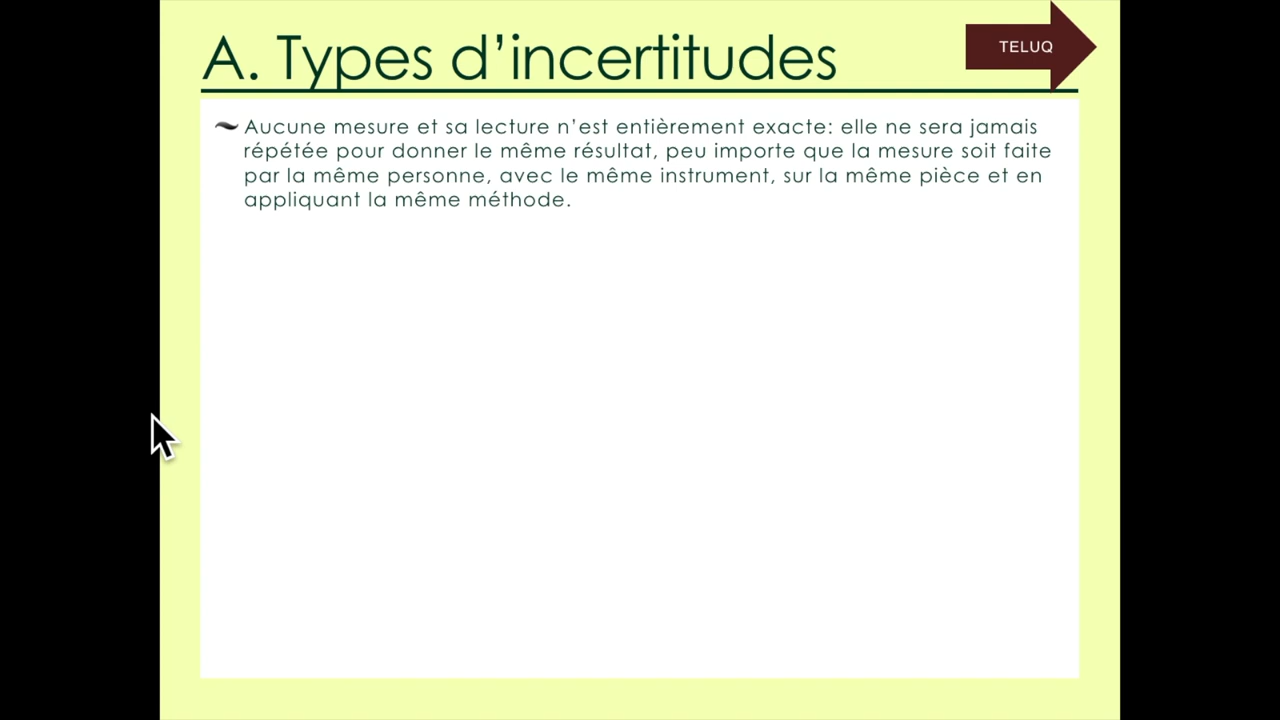 A. Types d’incertitudes
TELUQ
Aucune mesure et sa lecture n’est entièrement exacte: elle ne sera jamais
répétée pour donner le même résultat, peu importe que la mesure soit faite
par la même personne, avec le même instrument, sur la même pièce et en
appliquant la même méthode.